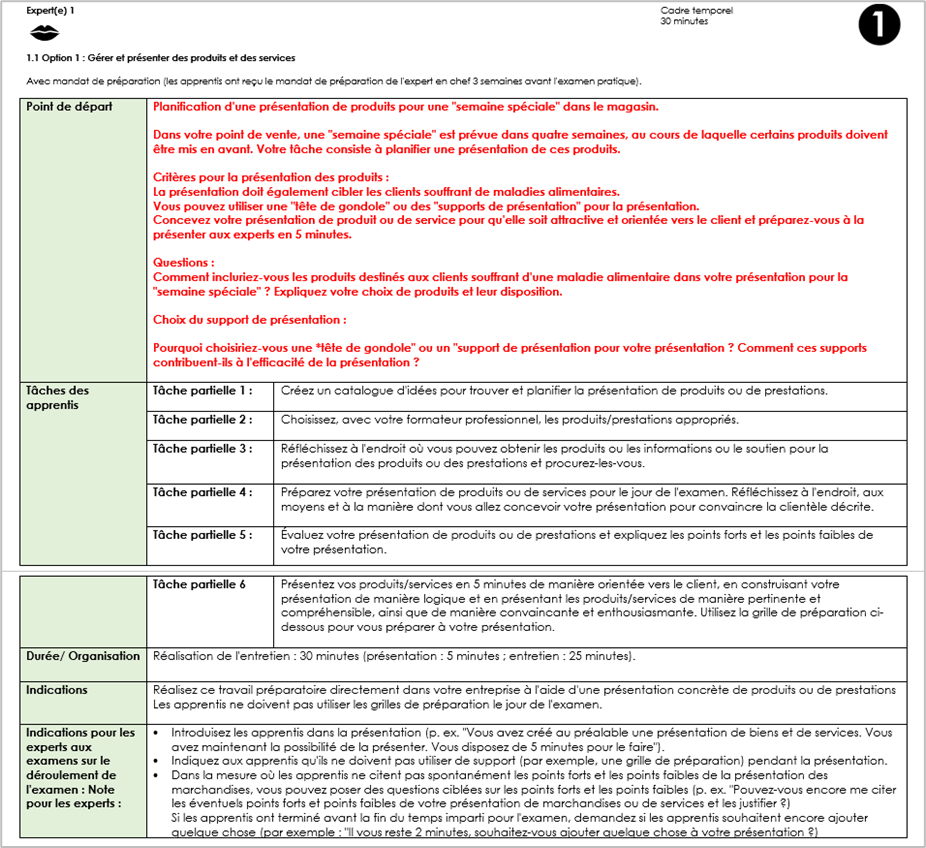 Expert(e) 1
Cadre temporel
30 minutes
1
1.1 Option 1 : Gérer et présenter des produits et des services
Avec mandat de préparation (les apprentis ont reçu le mandat de préparation de l'expert en chef 3 semaines avant l'examen pratique).
Point de départ
Planification d'une présentation de produits pour une "semaine spéciale" dans le magasin.
Dans votre point de vente, une "semaine spéciale" est prévue dans quatre semaines, au cours de laquelle certains produits doivent
être mis en avant. Votre tâche consiste à planifier une présentation de ces produits.
Critères pour la présentation des produits :
La présentation doit également cibler les clients souffrant de maladies alimentaires.
Vous pouvez utiliser une "tête de gondole" ou des "supports de présentation" pour la présentation.
Concevez votre présentation de produit ou de service pour qu'elle soit attractive et orientée vers le client et préparez-vous à la
présenter aux experts en 5 minutes.
Questions :
Comment incluriez-vous les produits destinés aux clients souffrant d'une maladie alimentaire dans votre présentation pour la
"semaine spéciale" ? Expliquez votre choix de produits et leur disposition.
Choix du support de présentation :
Pourquoi choisiriez-vous une *tête de gondole" ou un "support de présentation pour votre présentation ? Comment ces supports
contribuent-ils à l'efficacité de la présentation ?
Tâches des
apprentis
Tâche partielle 1 :
Créez un catalogue d'idées pour trouver et planifier la présentation de produits ou de prestations.
Tâche partielle 2 :
Choisissez, avec votre formateur professionnel, les produits/prestations appropriés.
Tâche partielle 3 :
Réfléchissez à l'endroit où vous pouvez obtenir les produits ou les informations ou le soutien pour la
présentation des produits ou des prestations et procurez-les-vous.
Tâche partielle 4 :
Préparez votre présentation de produits ou de services pour le jour de l'examen. Réfléchissez à l'endroit, aux
moyens et à la manière dont vous allez concevoir votre présentation pour convaincre la clientèle décrite.
Tâche partielle 5 :
Évaluez votre présentation de produits ou de prestations et expliquez les points forts et les points faibles de
votre présentation.
Tâche partielle 6
Présentez vos produits/services en 5 minutes de manière orientée vers le client, en construisant votre
présentation de manière logique et en présentant les produits/services de manière pertinente et
compréhensible, ainsi que de manière convaincante et enthousiasmante. Utilisez la grille de préparation ci-
dessous pour vous préparer à votre présentation.
Durée/ Organisation
Réalisation de l'entretien : 30 minutes (présentation : 5 minutes ; entretien : 25 minutes).
Indications
Réalisez ce travail préparatoire directement dans votre entreprise à l'aide d'une présentation concrète de produits ou de prestations
Les apprentis ne doivent pas utiliser les grilles de préparation le jour de l'examen.
Indications pour les
experts aux
examens sur le
déroulement de
l'examen : Note
pour les experts :
• Introduisez les apprentis dans la présentation (p. ex. "Vous avez créé au préalable une présentation de biens et de services. Vous
avez maintenant la possibilité de la présenter. Vous disposez de 5 minutes pour le faire").
• Indiquez aux apprentis qu'ils ne doivent pas utiliser de support (par exemple, une grille de préparation) pendant la présentation.
• Dans la mesure où les apprentis ne citent pas spontanément les points forts et les points faibles de la présentation des
marchandises, vous pouvez poser des questions ciblées sur les points forts et les points faibles (p. ex. "Pouvez-vous encore me citer
les éventuels points forts et points faibles de votre présentation de marchandises ou de services et les justifier ?)
Si les apprentis ont terminé avant la fin du temps imparti pour l'examen, demandez si les apprentis souhaitent encore ajouter
quelque chose (par exemple : "Il vous reste 2 minutes, souhaitez-vous ajouter quelque chose à votre présentation ?)